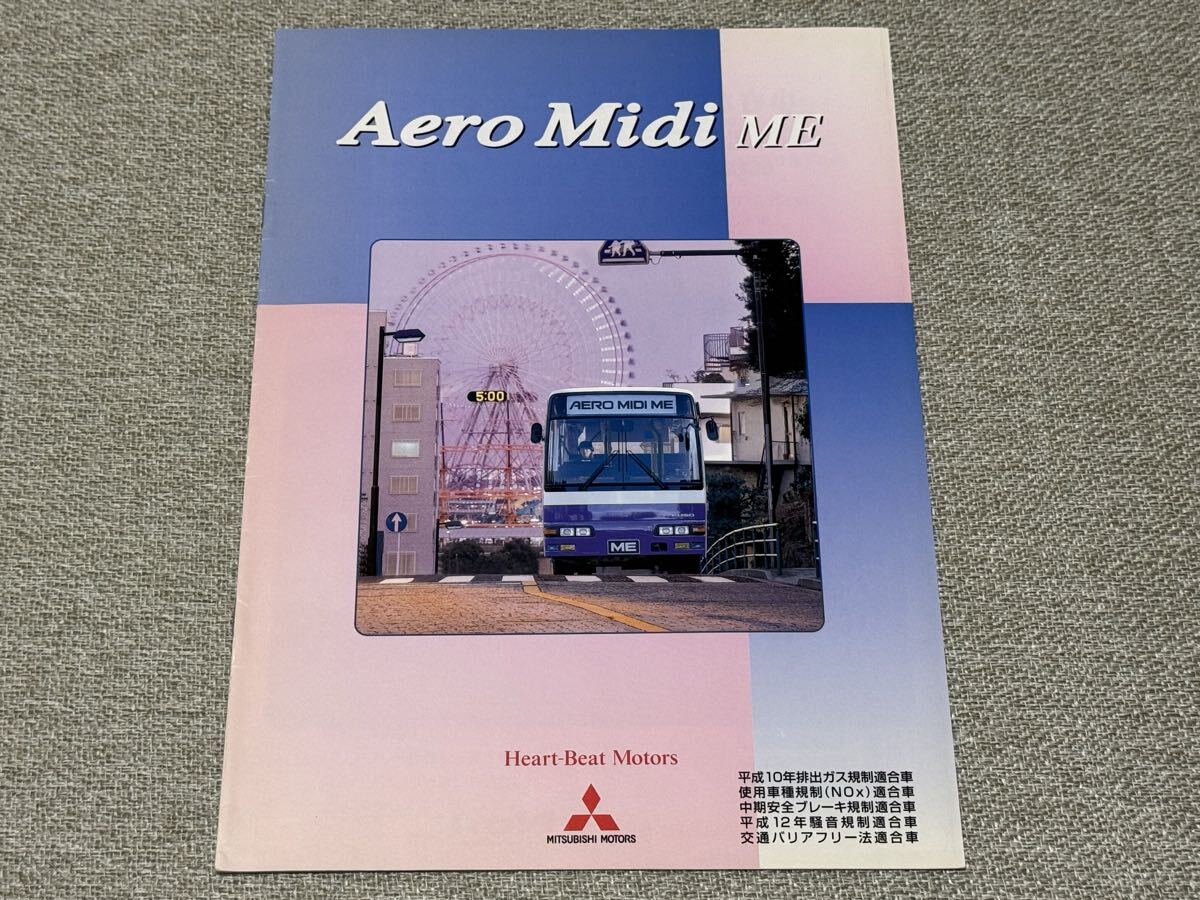 Aero Midi ME
5:00
AERO MIDI ME
FUSO
ME
Heart-Beat Motors
MITSUBISHI MOTORS
平成10年排出ガス規制適合車
使用車種規制(NOx)適合車
中期安全ブレーキ規制適合車
平成12年騒音規制適合車
交通バリアフリー法適合車